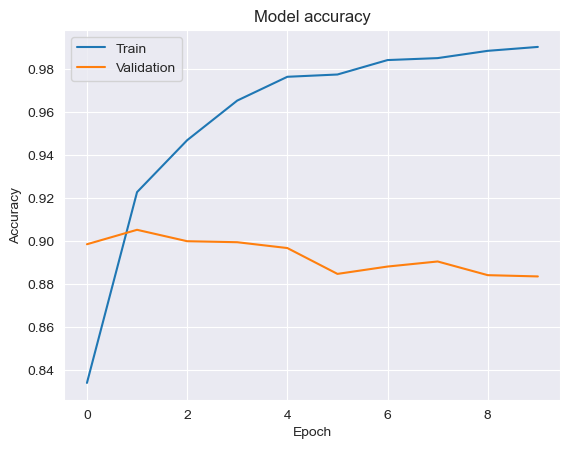 Model accuracy
Train
Validation
0.98
0.96
0.94
0.92
0.90
0.88
0.86
0.84
Accuracy
0 2 4 6 8
Epoch